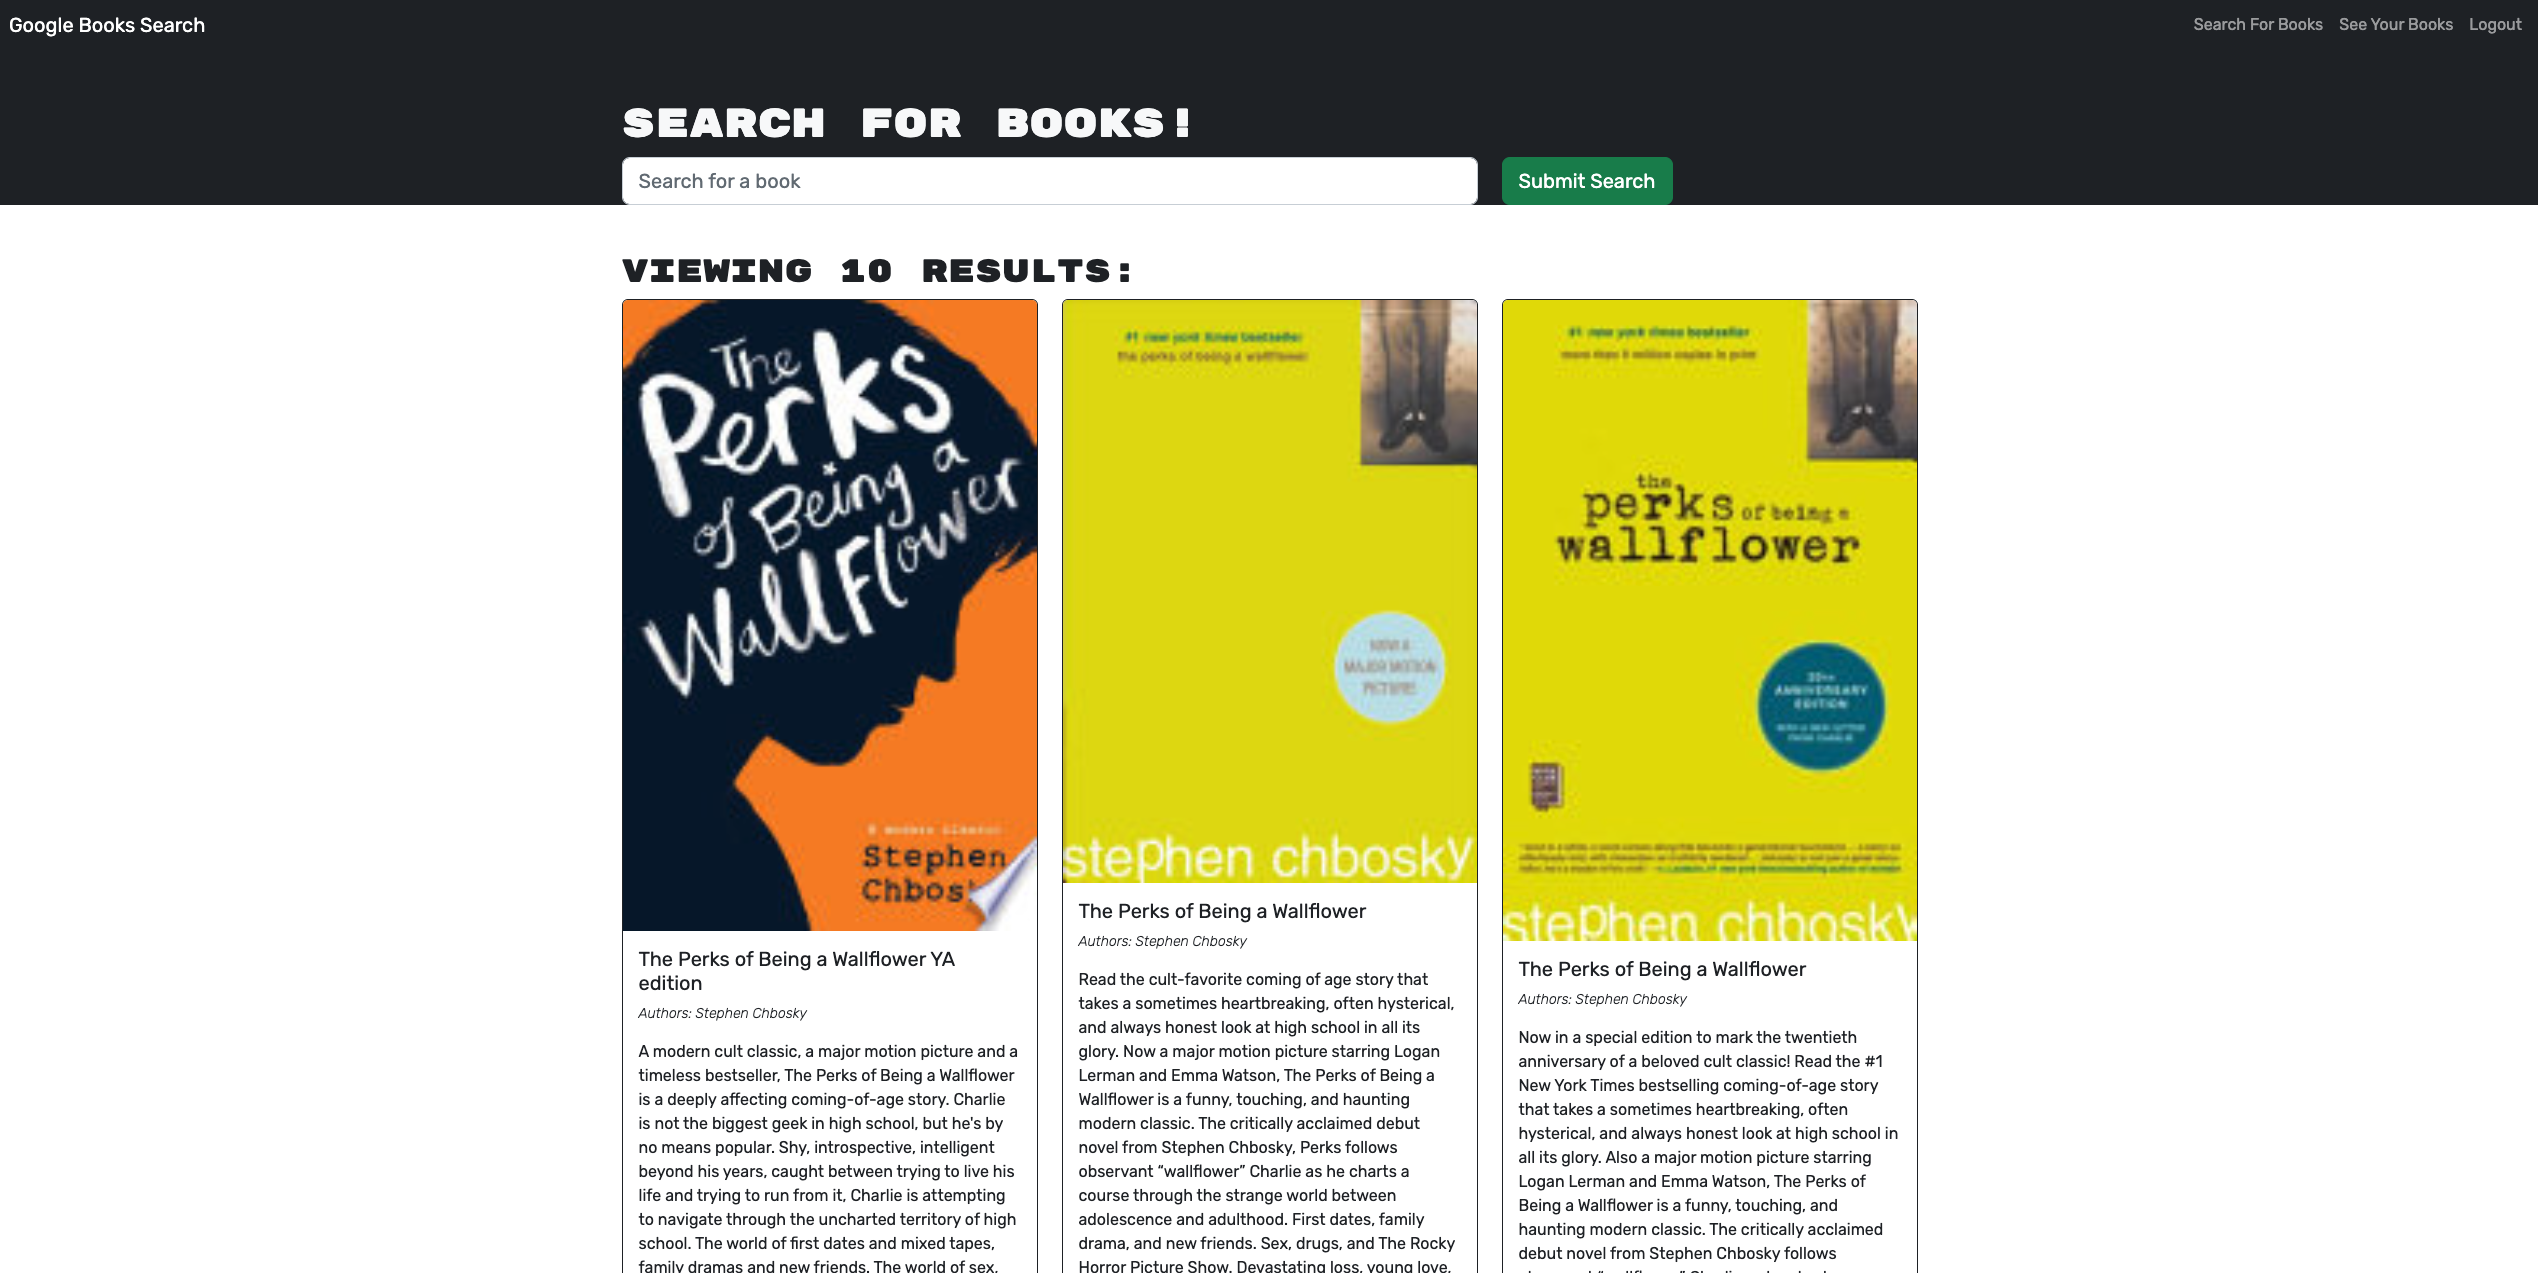 Google Books Search
Search For Books
See Your Books
Logout
SEARCH FOR BOOKS!
Search for a book
Submit Search
VIEWING 10 RESULTS:
The
Perks
of Being a
Wallflower
a modern classic
Stephen
The Perks of Being a Wallflower YA
edition
Authors: Stephen Chbosky
A modern cult classic, a major motion picture and a
timeless bestseller, The Perks of Being a Wallflower
is a deeply affecting coming-of-age story. Charlie
is not the biggest geek in high school, but he's by
no means popular. Shy, introspective, intelligent
beyond his years, caught between trying to live his
life and trying to run from it, Charlie is attempting
to navigate through the uncharted territory of high
school. The world of first dates and mixed tapes,
family dramas and new friends. The world of sex,
#1 new york times bestseller
the perks of being a wallflower
NOW A
MAJOR MOTION
PICTURE
stephen chbosky
The Perks of Being a Wallflower
Authors: Stephen Chbosky
Read the cult-favorite coming of age story that
takes a sometimes heartbreaking, often hysterical,
and always honest look at high school in all its
glory. Now a major motion picture starring Logan
Lerman and Emma Watson, The Perks of Being a
Wallflower is a funny, touching, and haunting
modern classic. The critically acclaimed debut
novel from Stephen Chbosky, Perks follows
observant “wallflower” Charlie as he charts a
course through the strange world between
adolescence and adulthood. First dates, family
drama, and new friends. Sex, drugs, and The Rocky
Horror Picture Show. Devastating loss, young love,
#1 new york times bestseller
more than 3 million copies in print
the
perks of being a
wallflower
20th
ANNIVERSARY
EDITION
WITH A NEW LETTER
FROM CHARLIE
stephen chbosky
The Perks of Being a Wallflower
Authors: Stephen Chbosky
Now in a special edition to mark the twentieth
anniversary of a beloved cult classic! Read the #1
New York Times bestselling coming-of-age story
that takes a sometimes heartbreaking, often
hysterical, and always honest look at high school in
all its glory. Also a major motion picture starring
Logan Lerman and Emma Watson, The Perks of
Being a Wallflower is a funny, touching, and
haunting modern classic. The critically acclaimed
debut novel from Stephen Chbosky follows